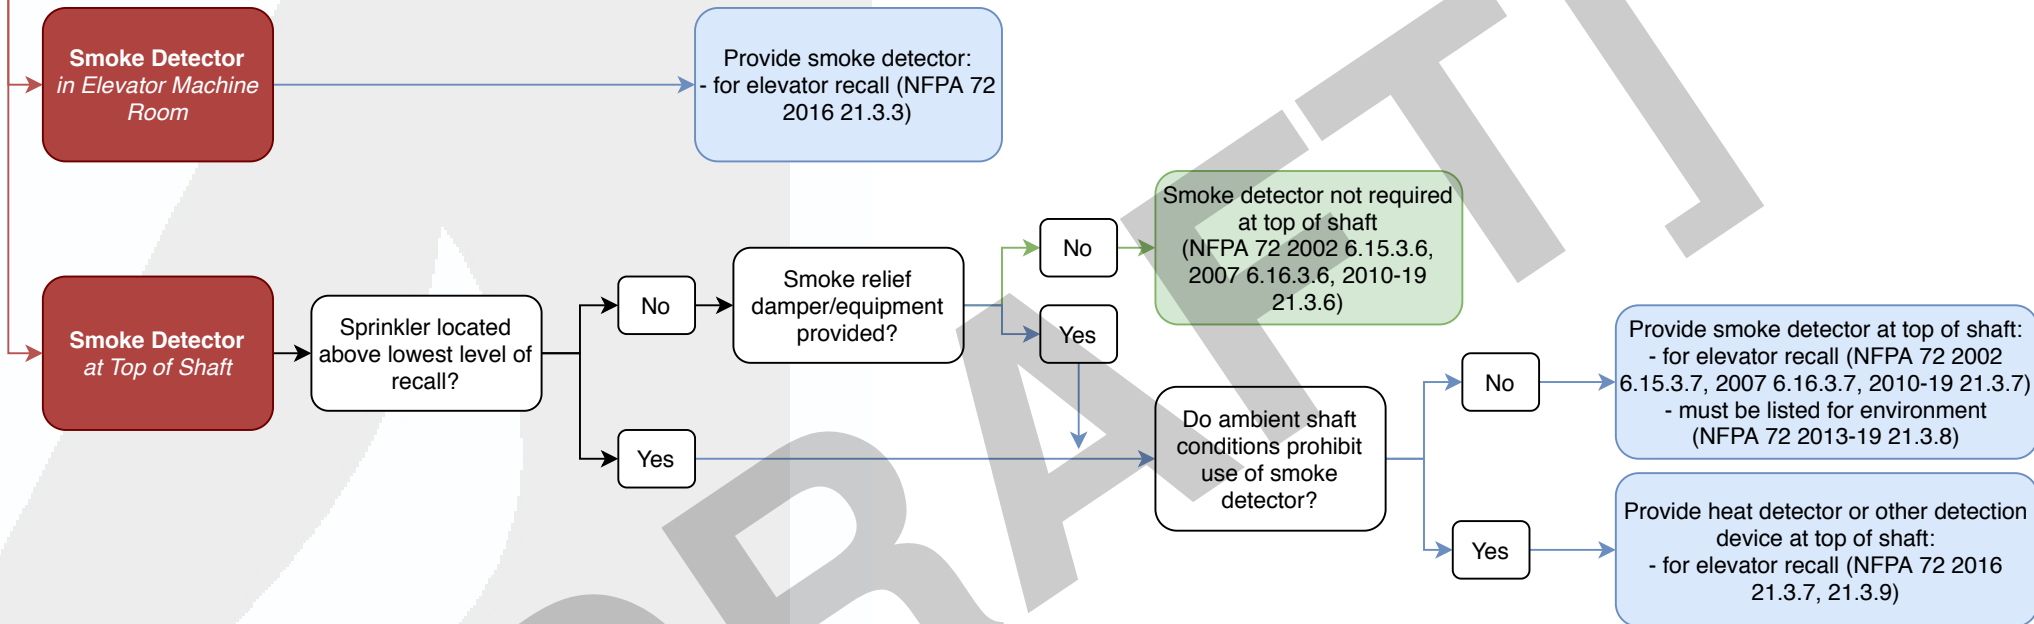 Smoke Detector
in Elevator Machine
Room
Provide smoke detector:
- for elevator recall (NFPA 72
2016 21.3.3)
Smoke Detector
at Top of Shaft
Sprinkler located
above lowest level of
recall?
No
Yes
Smoke relief
damper/equipment
provided?
No
Yes
Smoke detector not required
at top of shaft
(NFPA 72 2002 6.15.3.6,
2007 6.16.3.6, 2010-19
21.3.6)
Do ambient shaft
conditions prohibit
use of smoke
detector?
No
Yes
Provide smoke detector at top of shaft:
- for elevator recall (NFPA 72 2002
6.15.3.7, 2007 6.16.3.7, 2010-19 21.3.7)
- must be listed for environment
(NFPA 72 2013-19 21.3.8)
Provide heat detector or other detection
device at top of shaft:
- for elevator recall (NFPA 72 2016
21.3.7, 21.3.9)
RAFT]